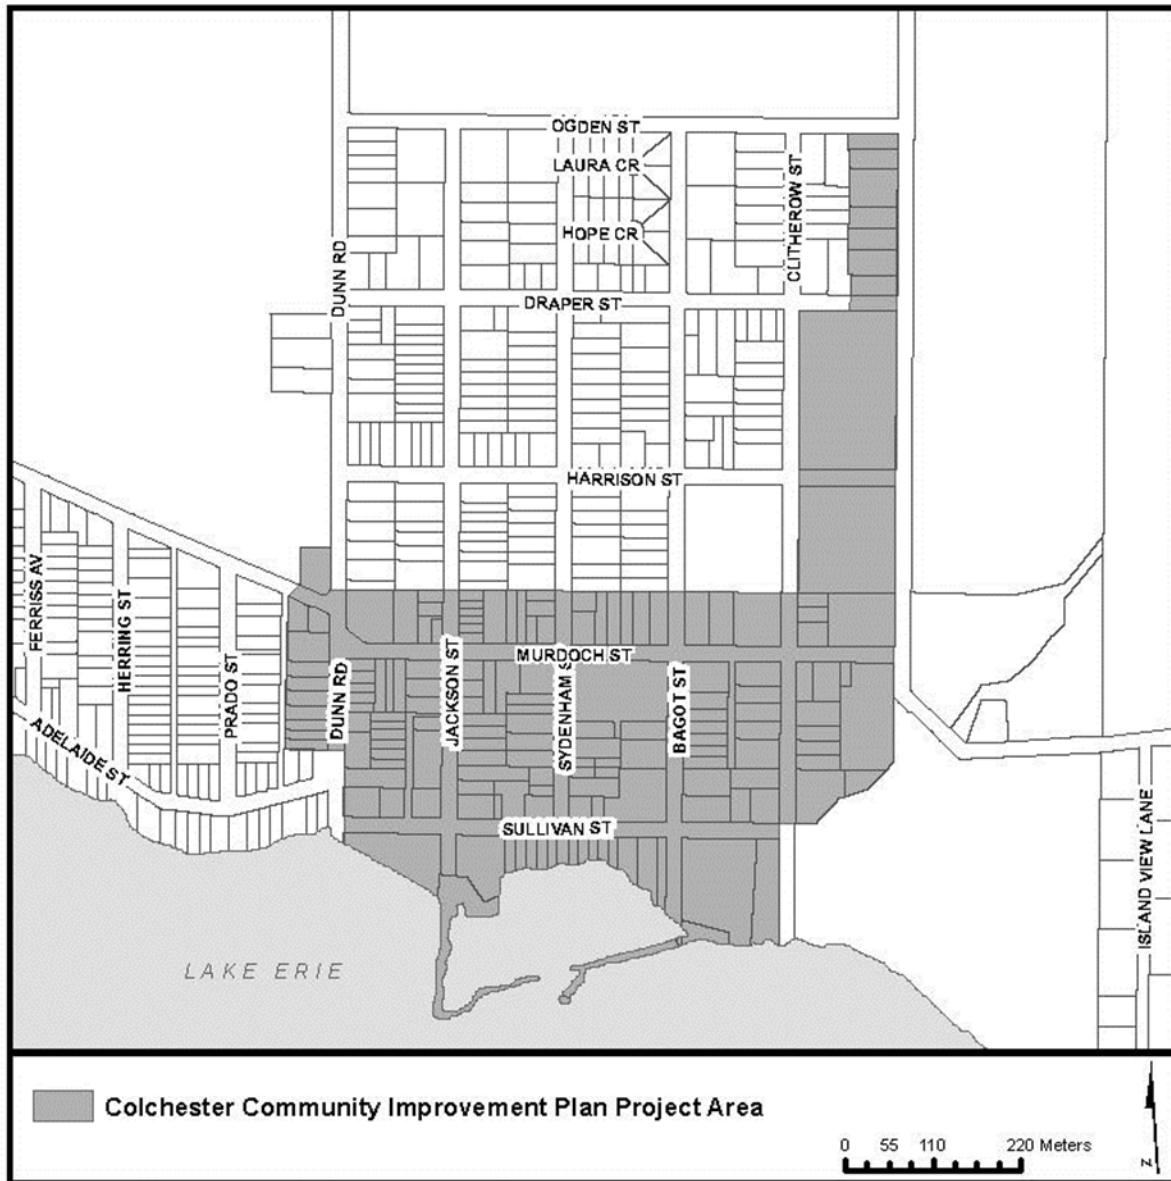 OGDEN ST
LAURA CR
HOPE CR
CLITHEROW ST
DUNN RD
DRAPER ST
HARRISON ST
FERRISS AV
HERRING ST
PRADO ST
DUNN RD
JACKSON ST
MURDOCH ST
SYDENHAM S
BAGOT ST
ADELAIDE ST
SULLIVAN ST
ISLAND VIEW LANE
LAKE ERIE
Colchester Community Improvement Plan Project Area
0 55 110 220 Meters
N